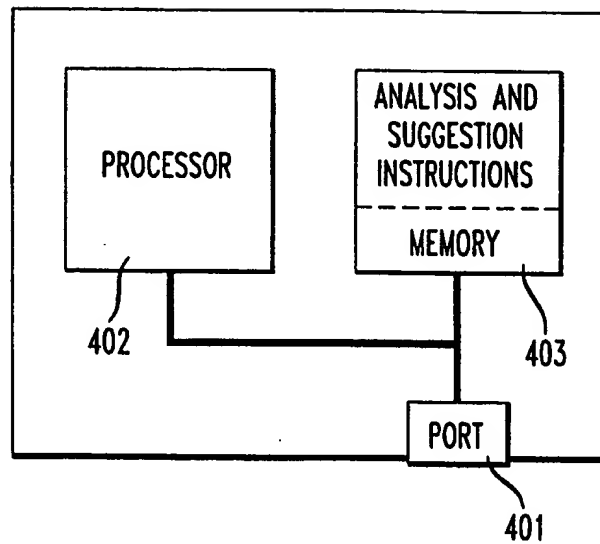 PROCESSOR
402
ANALYSIS AND
SUGGESTION
INSTRUCTIONS
MEMORY
403
PORT
401